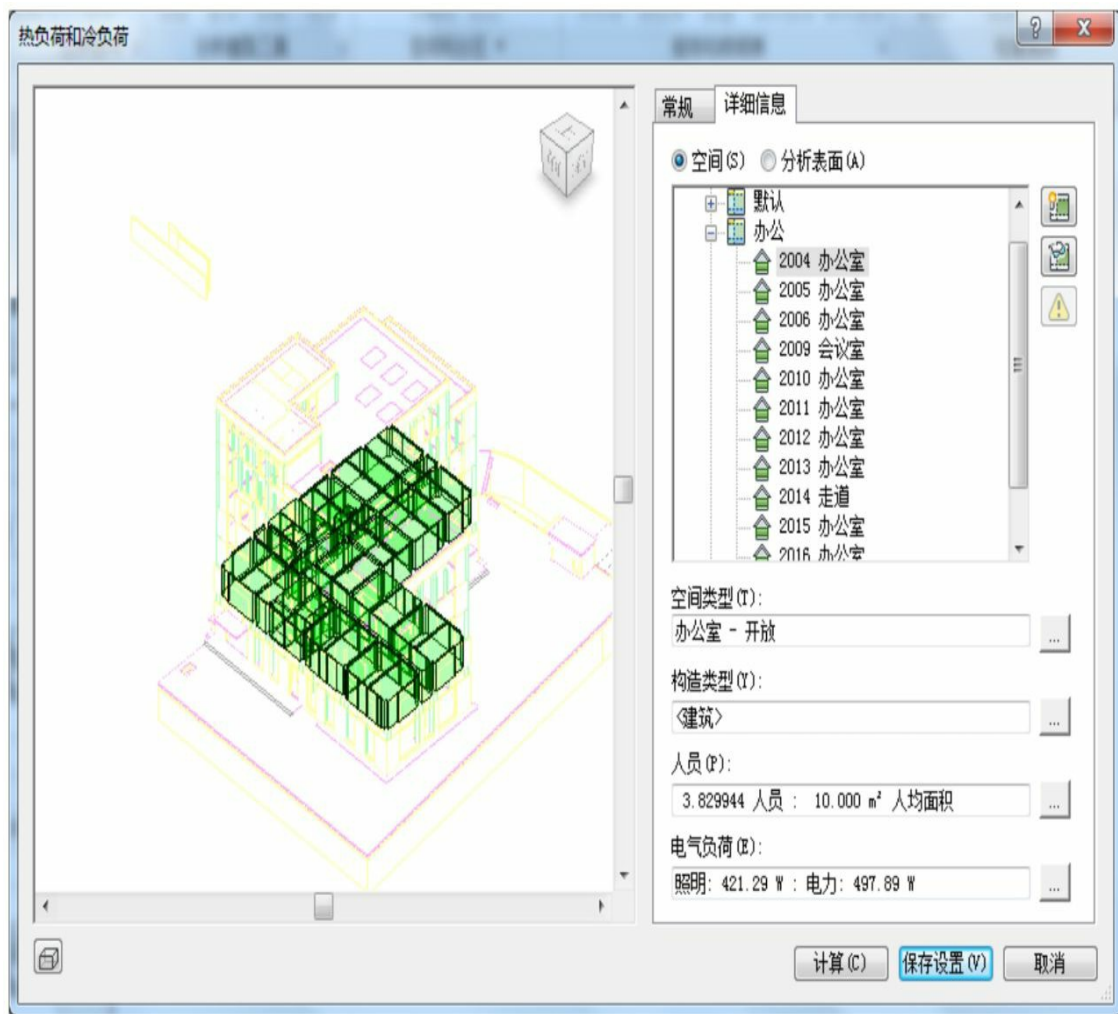 热负荷和冷负荷
常规 详细信息
空间(S) 分析表面(A)
默认
办公
2004 办公室
2005 办公室
2006 办公室
2009 会议室
2010 办公室
2011 办公室
2012 办公室
2013 办公室
2014 走道
2015 办公室
2016 办公室
空间类型(T):
办公室 - 开放
...
构造类型(Y):
<建筑>
...
人员(P):
3.829944 人员 : 10.000 m² 人均面积
...
电气负荷(E):
照明: 421.29 W : 电力: 497.89 W
...
计算(C) 保存设置(V) 取消